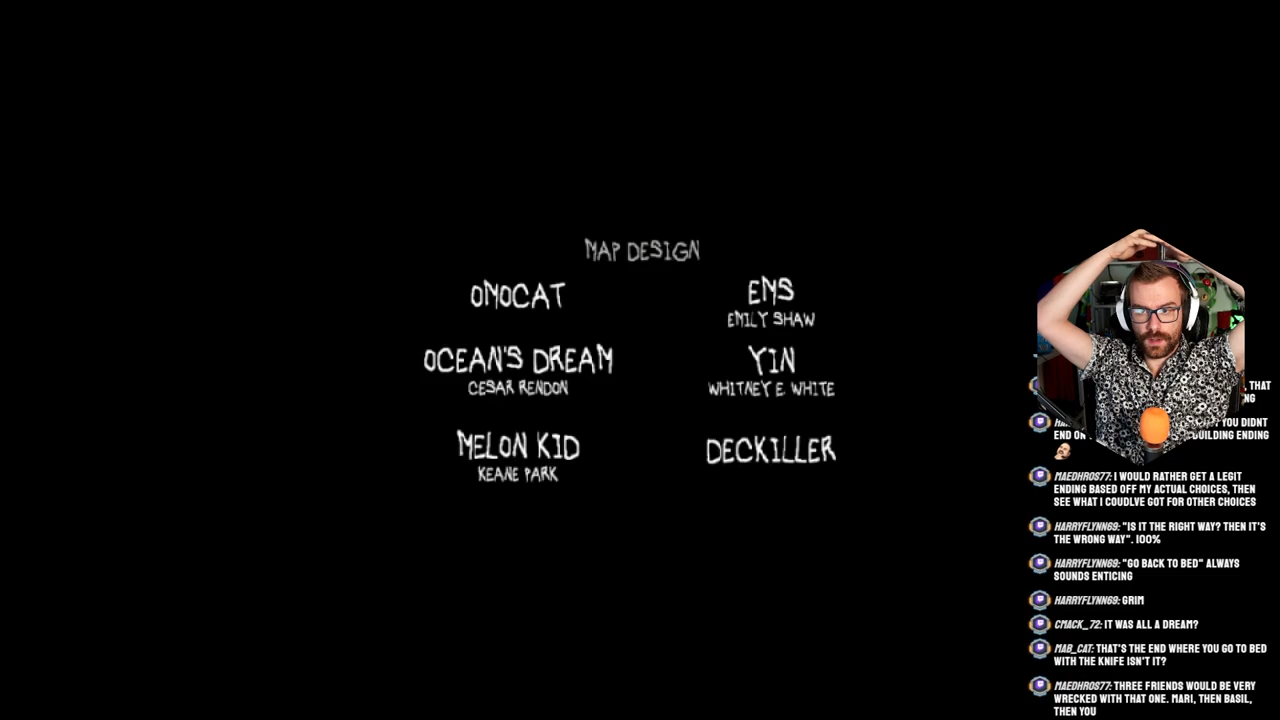 MAP DESIGN
OMOCAT
EMS
EMILY SHAW
OCEAN'S DREAM
CESAR RENDON
YIN
WHITNEY E. WHITE
MELON KID
KEANE PARK
DECKILLER
, THAT
NG
YOU DIDNT
END ON
BUILDING ENDING
MAEDHROS77: I WOULD RATHER GET A LEGIT
ENDING BASED OFF MY ACTUAL CHOICES, THEN
SEE WHAT I COUDLVE GOT FOR OTHER CHOICES
HARRYFLYNN69: "IS IT THE RIGHT WAY? THEN IT'S
THE WRONG WAY". 100%
HARRYFLYNN69: "GO BACK TO BED" ALWAYS
SOUNDS ENTICING
HARRYFLYNN69: GRIM
CMACK_72: IT WAS ALL A DREAM?
MAB_CAT: THAT'S THE END WHERE YOU GO TO BED
WITH THE KNIFE ISN'T IT?
MAEDHROS77: THREE FRIENDS WOULD BE VERY
WRECKED WITH THAT ONE. MARI, THEN BASIL,
THEN YOU